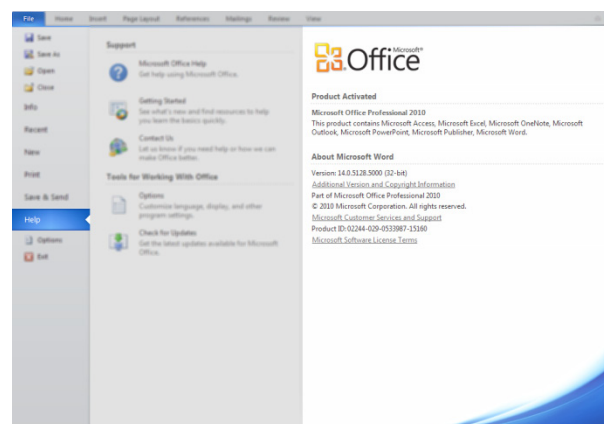 File Home Insert Page Layout References Mailings Review View
Save
Save As
Open
Close
Info
Recent
New
Print
Save & Send
Help
Options
Exit
Support
Microsoft Office Help
Get help using Microsoft Office.
Getting Started
See what's new and find resources to help
you learn the basics quickly.
Contact Us
Let us know if you need help or how we can
make Office better.
Tools for Working With Office
Options
Customize language, display, and other
program settings.
Check for Updates
Get the latest updates available for Microsoft
Office.
Microsoft®
Office
Product Activated
Microsoft Office Professional 2010
This product contains Microsoft Access, Microsoft Excel, Microsoft OneNote, Microsoft
Outlook, Microsoft PowerPoint, Microsoft Publisher, Microsoft Word.
About Microsoft Word
Version: 14.0.5128.5000 (32-bit)
Additional Version and Copyright Information
Part of Microsoft Office Professional 2010
© 2010 Microsoft Corporation. All rights reserved.
Microsoft Customer Services and Support
Product ID: 02244-029-0533987-15160
Microsoft Software License Terms